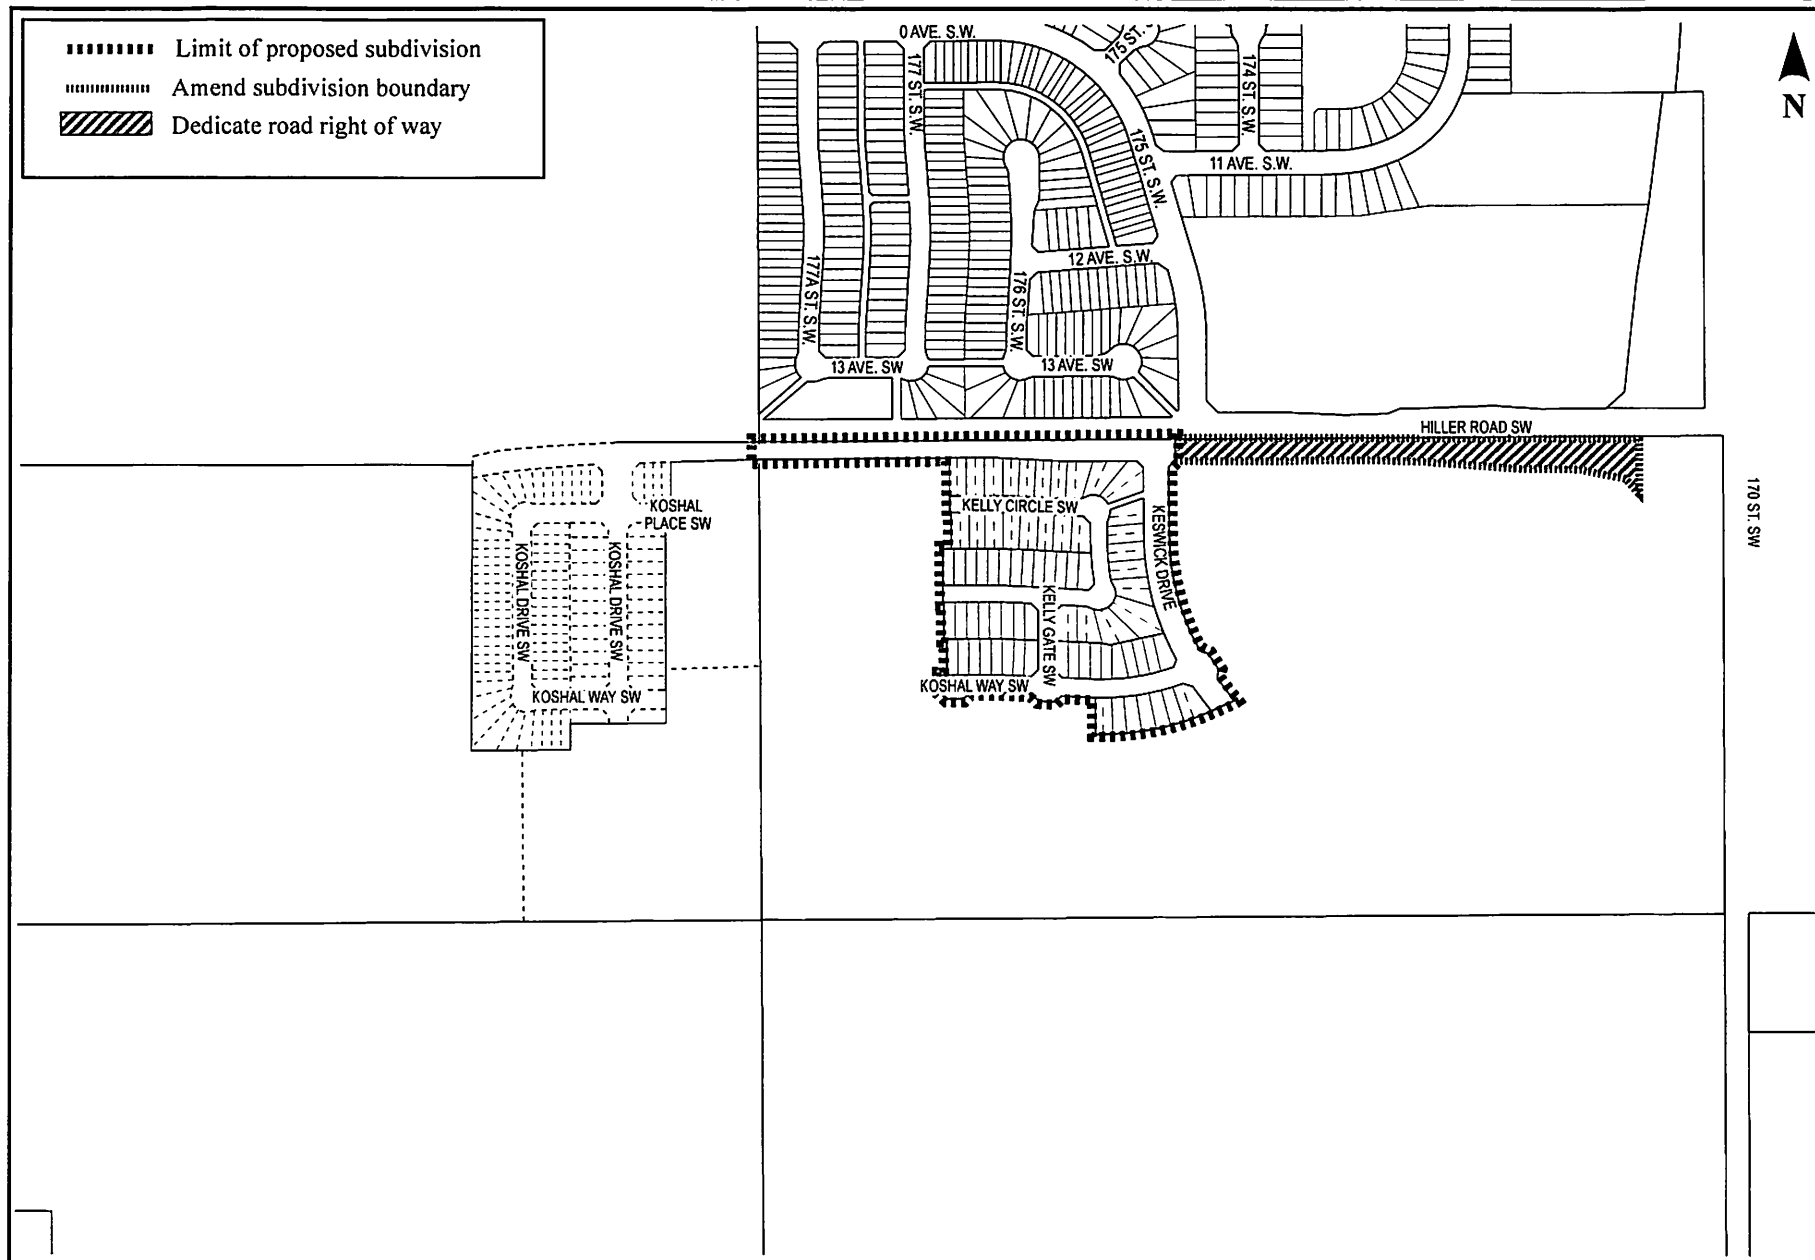 Limit of proposed subdivision
Amend subdivision boundary
Dedicate road right of way
N
0 AVE. S.W.
175 ST. S
177 ST. S.W.
174 ST. S.W.
175 ST. S.W.
11 AVE. S.W.
12 AVE. S.W.
177A ST. S.W.
176 ST. S.W.
13 AVE. SW
13 AVE. SW
HILLER ROAD SW
170 ST. SW
KOSHAL
PLACE SW
KELLY CIRCLE SW
KESWICK DRIVE
KOSHAL DRIVE SW
KOSHAL DRIVE SW
KELLY GATE SW
KOSHAL WAY SW
KOSHAL WAY SW